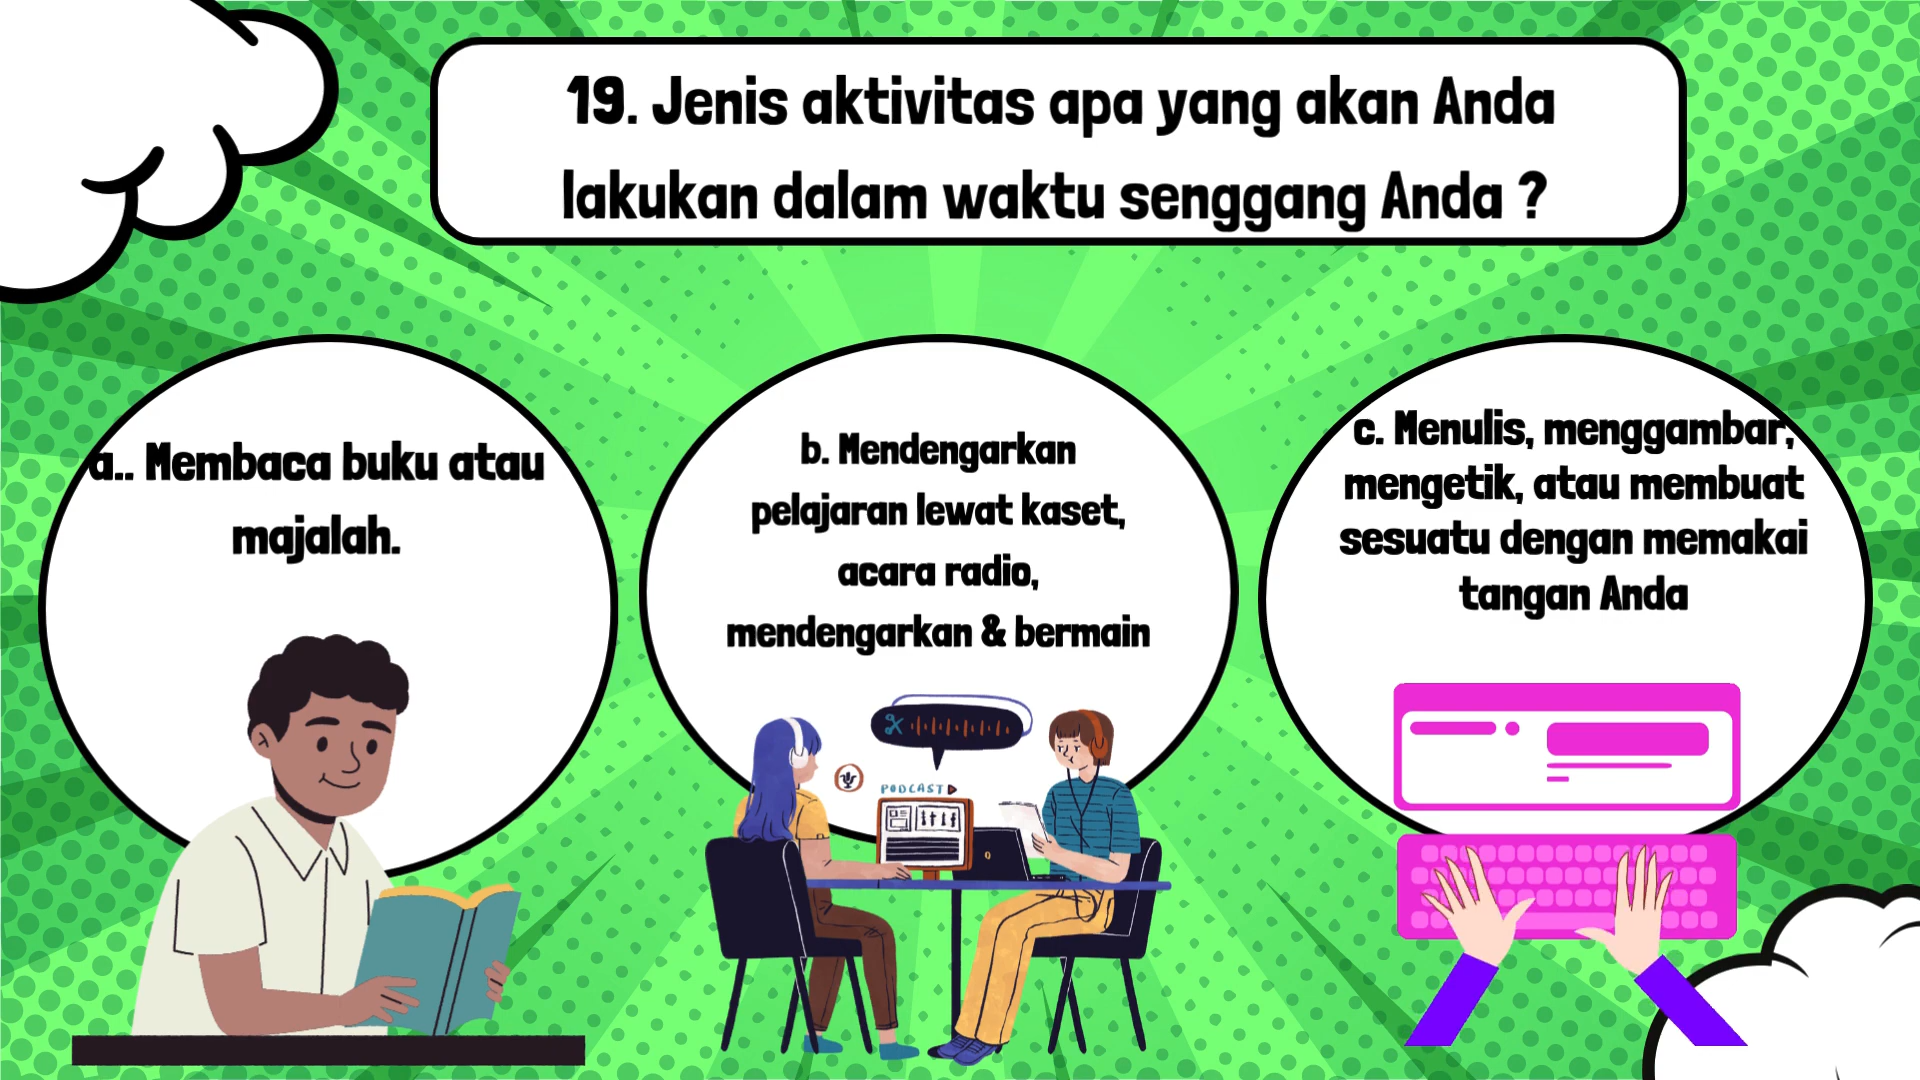 19. Jenis aktivitas apa yang akan Anda
lakukan dalam waktu senggang Anda ?
a.. Membaca buku atau
majalah.
b. Mendengarkan
pelajaran lewat kaset,
acara radio,
mendengarkan & bermain
c. Menulis, menggambar,
mengetik, atau membuat
sesuatu dengan memakai
tangan Anda
PODCAST